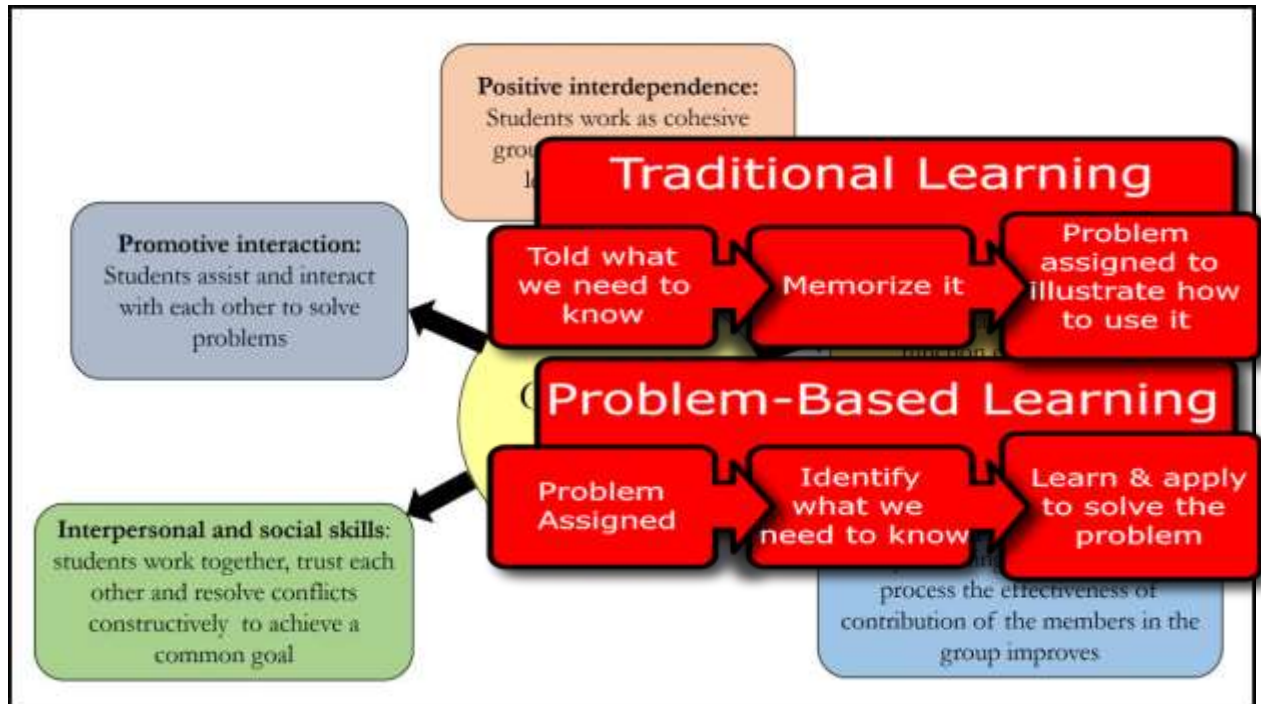 Positive interdependence:
Students work as cohesive
Traditional Learning
Told what
we need to
know
Memorize it
Problem
assigned to
illustrate how
to use it
Promotive interaction:
Students assist and interact
with each other to solve
problems
Problem-Based Learning
Problem
Assigned
Identify
what we
need to know
Learn & apply
to solve the
problem
Interpersonal and social skills:
students work together, trust each
other and resolve conflicts
constructively to achieve a
common goal
process the effectiveness of
contribution of the members in the
group improves